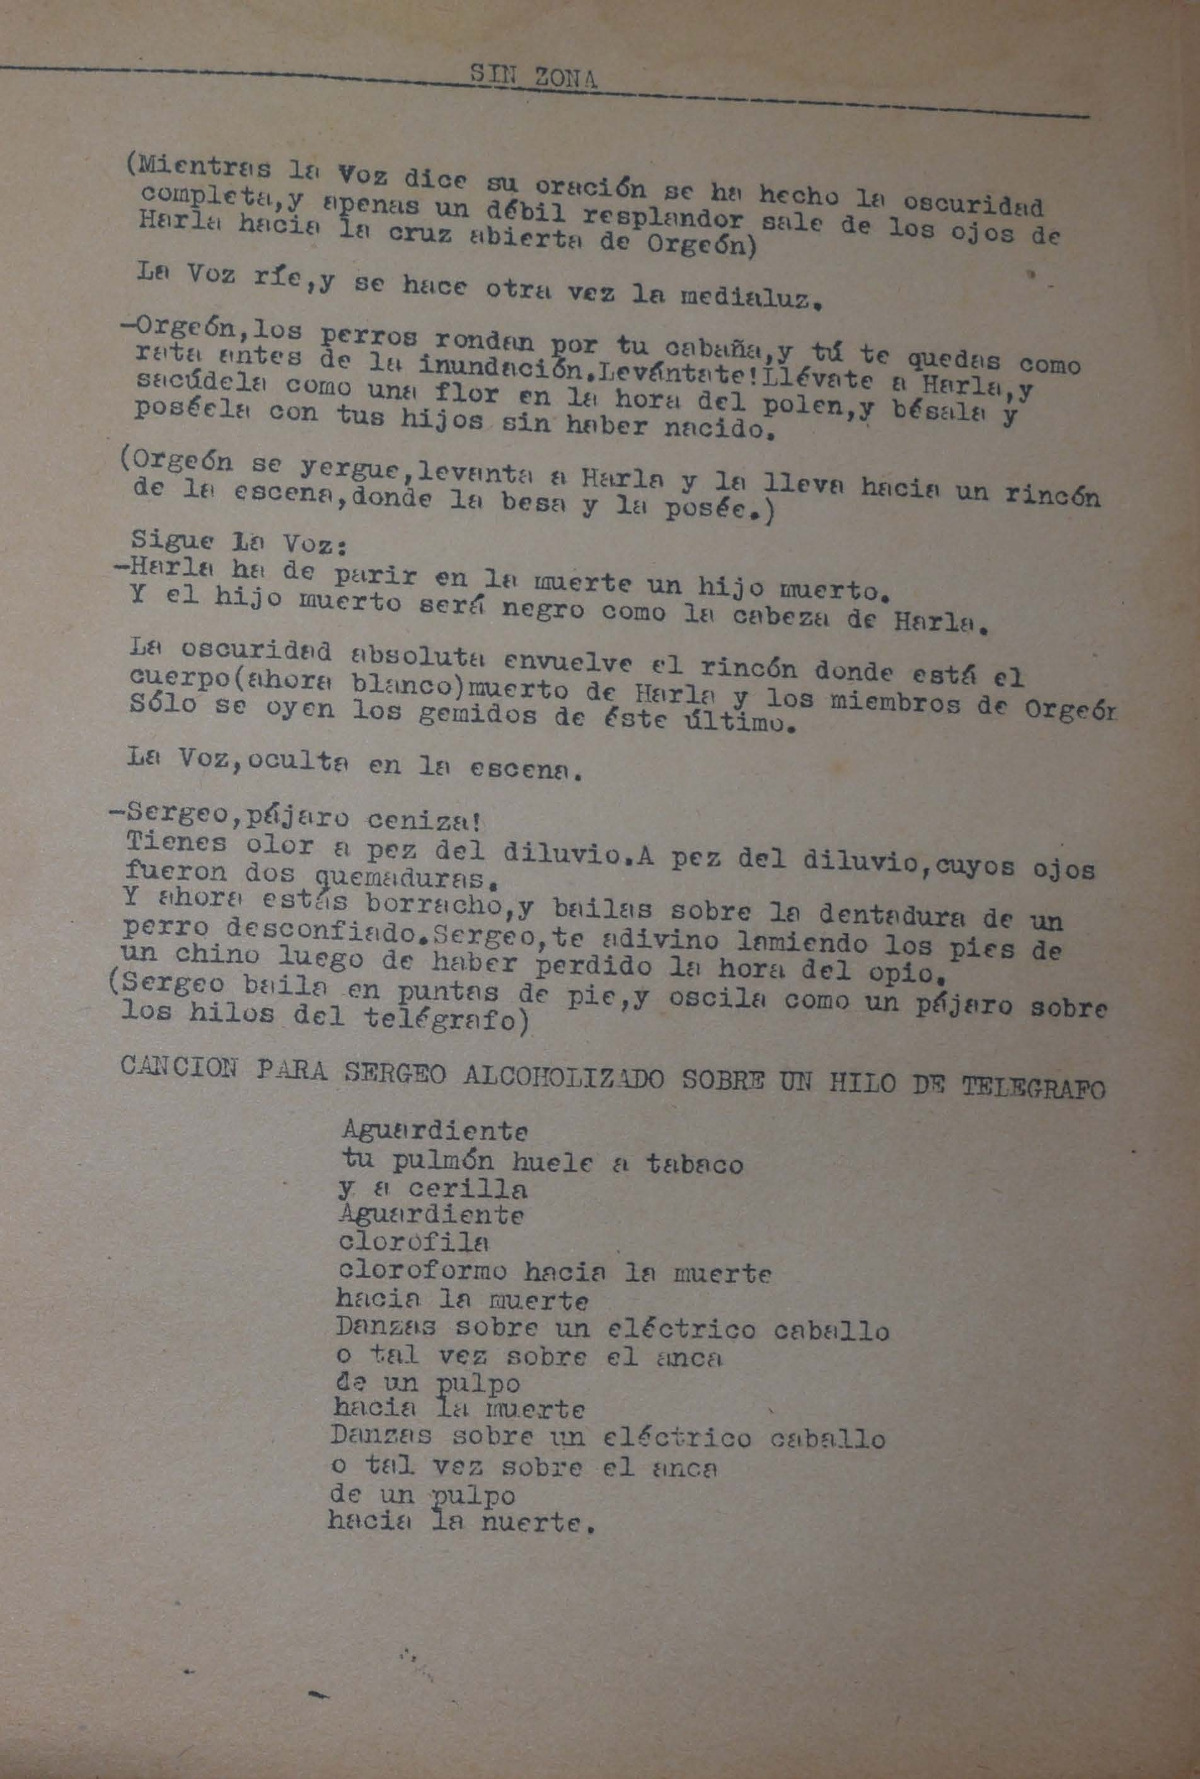 SIN ZONA
(Mientras la Voz dice su oración se ha hecho la oscuridad
completa,y apenas un débil resplandor sale de los ojos de
Harla hacia la cruz abierta de Orgeón)
La Voz ríe,y se hace otra vez la medialuz.
—Orgeón,los perros rondan por tu cabaña,y tú te quedas como
rata antes de la inundación.Levántate!Llévate a Harla,y
sacúdela como una flor en la hora del polen,y bésala y
poséela con tus hijos sin haber nacido.
(Orgeón se yergue,levanta a Harla y la lleva hacia un rincón
de la escena,donde la besa y la posée.)
Sigue La Voz:
—Harla ha de parir en la muerte un hijo muerto.
Y el hijo muerto será negro como la cabeza de Harla.
La oscuridad absoluta envuelve el rincón donde está el
cuerpo(ahora blanco)muerto de Harla y los miembros de Orgeón
Sólo se oyen los gemidos de éste último.
La Voz,oculta en la escena.
—Sergeo,pájaro ceniza!
Tienes olor a pez del diluvio.A pez del diluvio,cuyos ojos
fueron dos quemaduras.
Y ahora estás borracho,y bailas sobre la dentadura de un
perro desconfiado.Sergeo,te adivino lamiendo los pies de
un chino luego de haber perdido la hora del opio.
(Sergeo baila en puntas de pie,y oscila como un pájaro sobre
los hilos del telégrafo)
CANCION PARA SERGEO ALCOHOLIZADO SOBRE UN HILO DE TELEGRAFO
Aguardiente
tu pulmón huele a tabaco
y a cerilla
Aguardiente
clorófila
cloroformo hacia la muerte
hacia la muerte
Danzas sobre un eléctrico caballo
o tal vez sobre el anca
de un pulpo
hacia la muerte
Danzas sobre un eléctrico caballo
o tal vez sobre el anca
de un pulpo
hacia la nuerte.